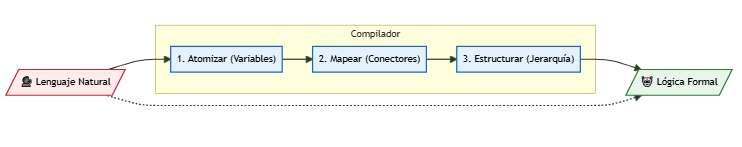 Compilador
🗣 Lenguaje Natural
1. Atomizar (Variables)
2. Mapear (Conectores)
3. Estructurar (Jerarquía)
🤖 Lógica Formal